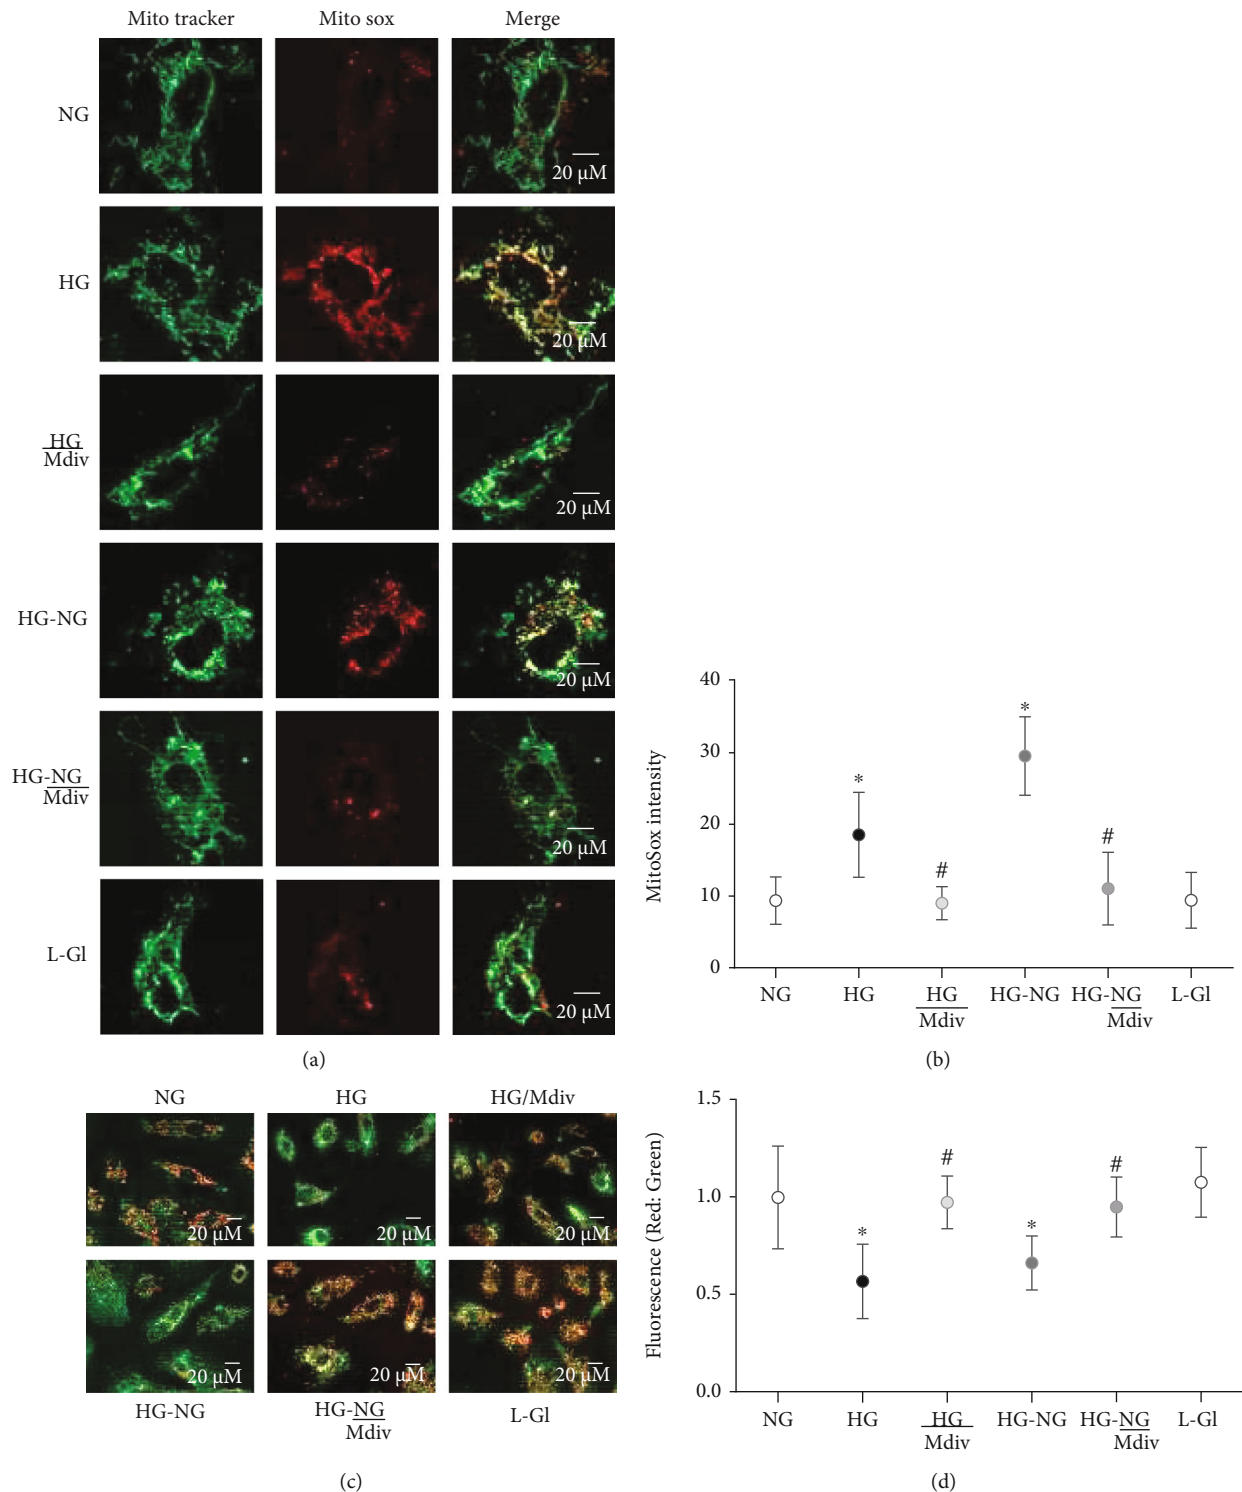 Mito tracker Mito sox Merge
NG
20 μM
HG
20 μM
HG
Mdiv
20 μM
HG-NG
20 μM
HG-NG
Mdiv
20 μM
L-Gl
20 μM
(a)
MitoSox intensity
40
30
20
10
0
*
#
*
#
NG HG HG HG-NG HG-NG L-Gl
Mdiv Mdiv
(b)
NG HG HG/Mdiv
20 μM 20 μM 20 μM
20 μM 20 μM 20 μM
HG-NG HG-NG L-Gl
Mdiv
(c)
Fluorescence (Red: Green)
1.5
1.0
0.5
0.0
*
#
*
#
NG HG HG HG-NG HG-NG L-Gl
Mdiv Mdiv
(d)